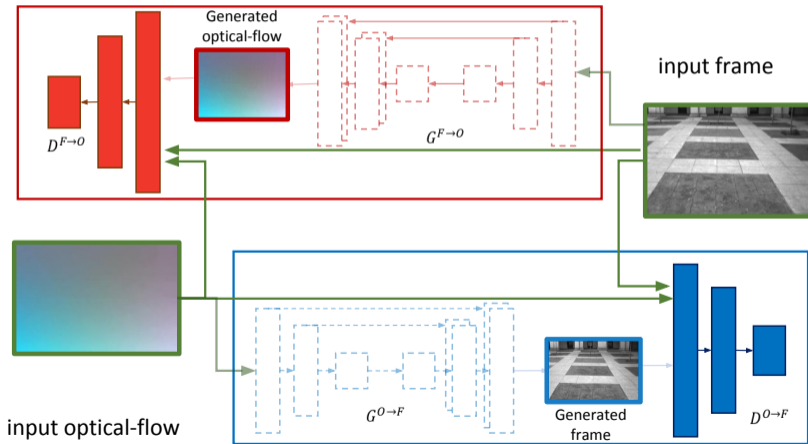 Generated
optical-flow
input frame
D^{F→O}
G^{F→O}
input optical-flow
G^{O→F}
Generated
frame
D^{O→F}